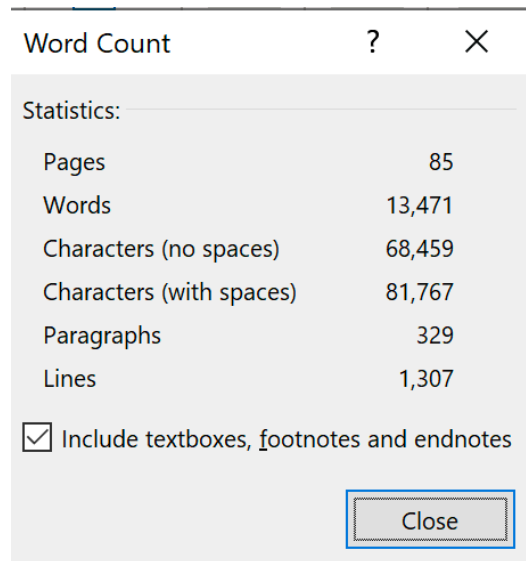 Word Count ? X
Statistics:
Pages 85
Words 13,471
Characters (no spaces) 68,459
Characters (with spaces) 81,767
Paragraphs 329
Lines 1,307
Include textboxes, footnotes and endnotes
Close